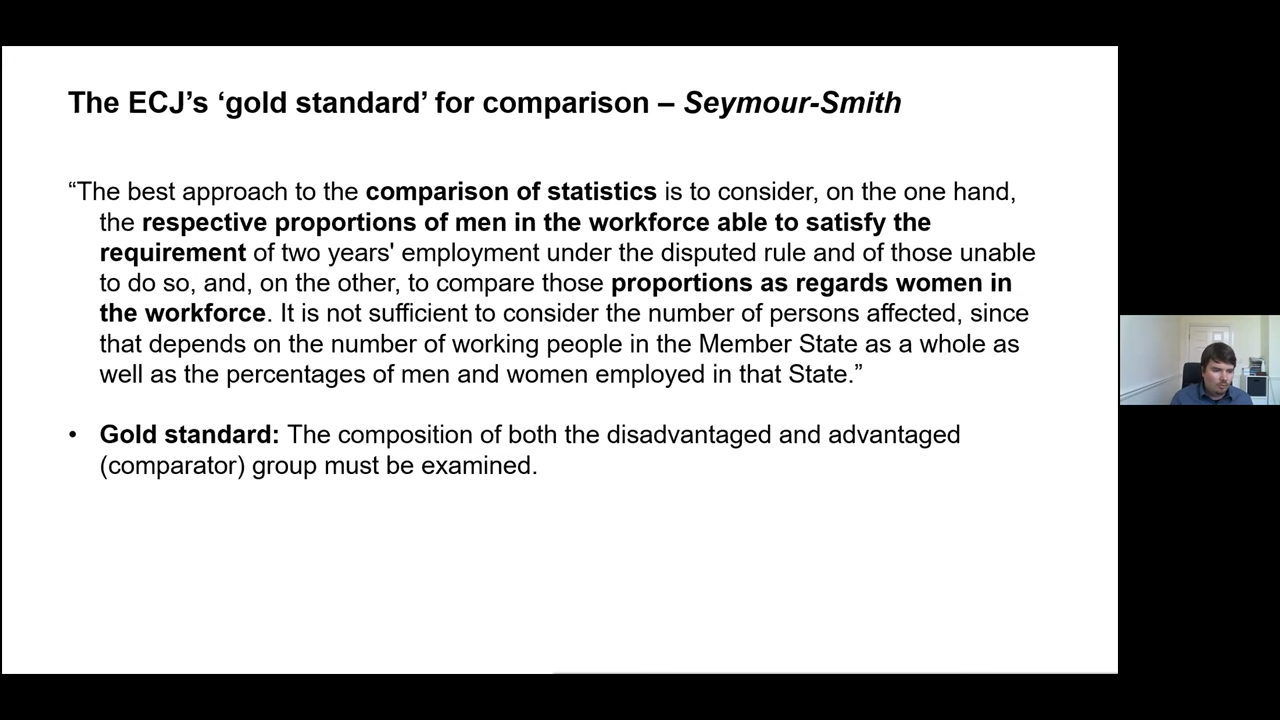 The ECJ’s ‘gold standard’ for comparison – Seymour-Smith
“The best approach to the comparison of statistics is to consider, on the one hand,
the respective proportions of men in the workforce able to satisfy the
requirement of two years' employment under the disputed rule and of those unable
to do so, and, on the other, to compare those proportions as regards women in
the workforce. It is not sufficient to consider the number of persons affected, since
that depends on the number of working people in the Member State as a whole as
well as the percentages of men and women employed in that State.”
• Gold standard: The composition of both the disadvantaged and advantaged
(comparator) group must be examined.